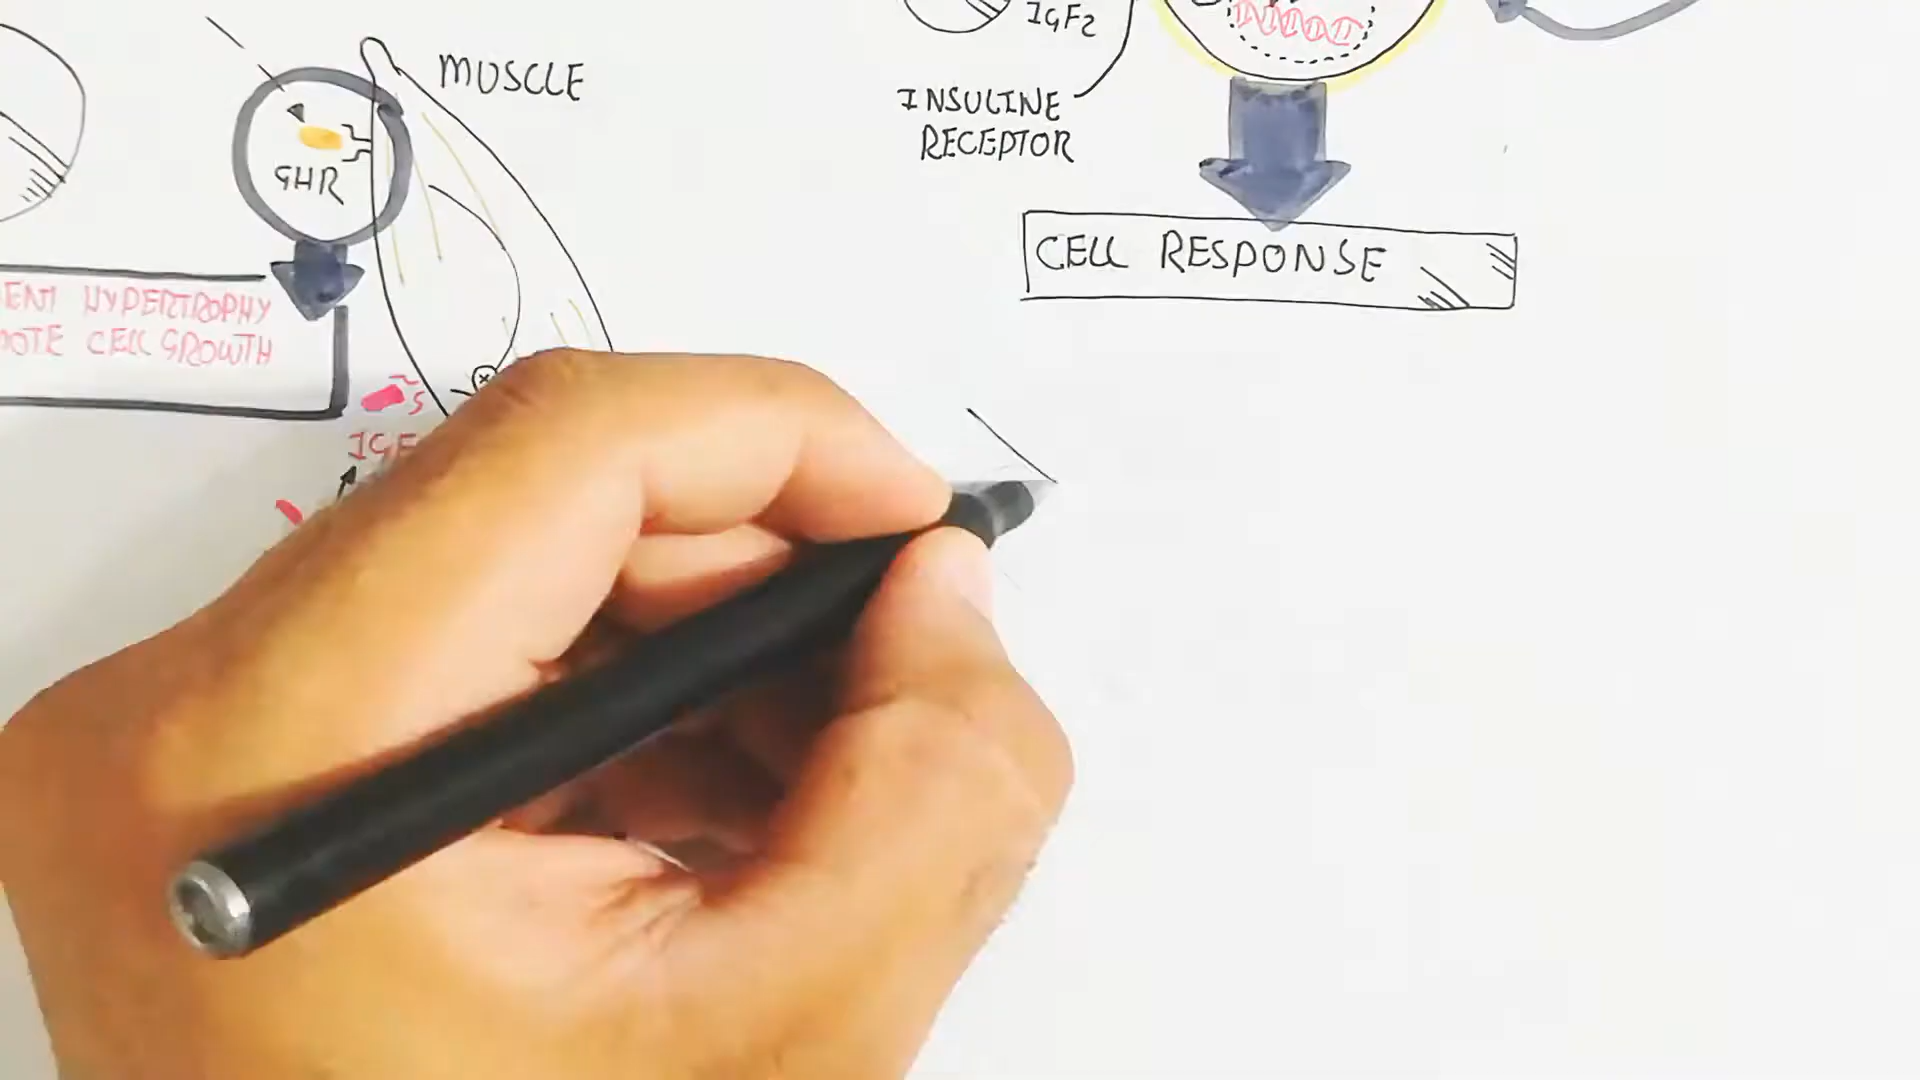 MUSCLE
GHR
HYPERTROPHY
CELL GROWTH
IGF2
INSULINE
RECEPTOR
CELL RESPONSE